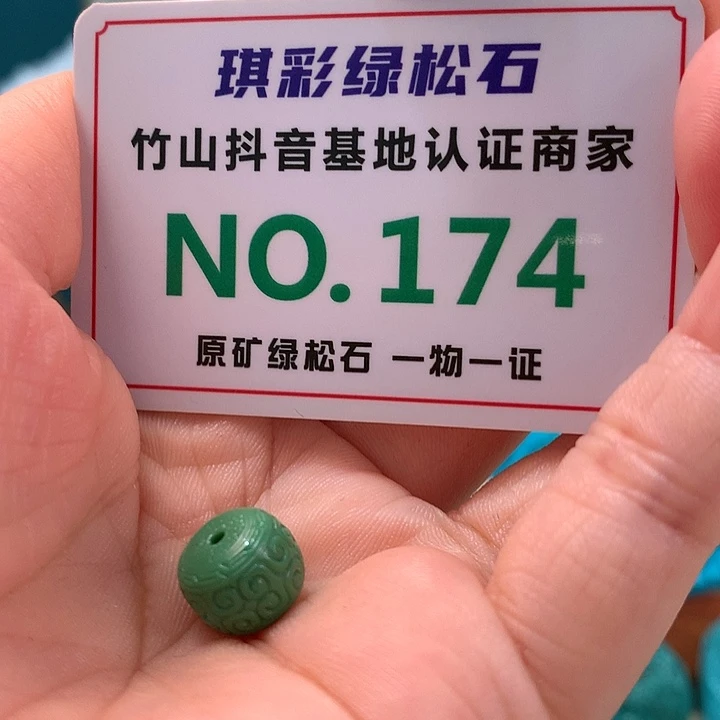 琪彩绿松石
竹山抖音基地认证商家
NO.174
原矿绿松石 一物一证